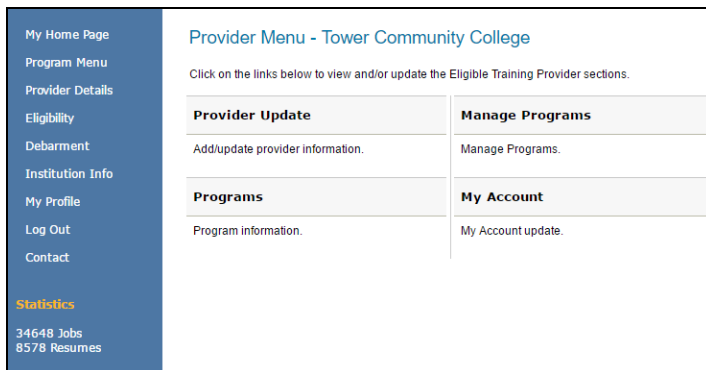 My Home Page
Program Menu
Provider Details
Eligibility
Debarment
Institution Info
My Profile
Log Out
Contact
Statistics
34648 Jobs
8578 Resumes
Provider Menu - Tower Community College
Click on the links below to view and/or update the Eligible Training Provider sections.
Provider Update
Add/update provider information.
Manage Programs
Manage Programs.
Programs
Program information.
My Account
My Account update.